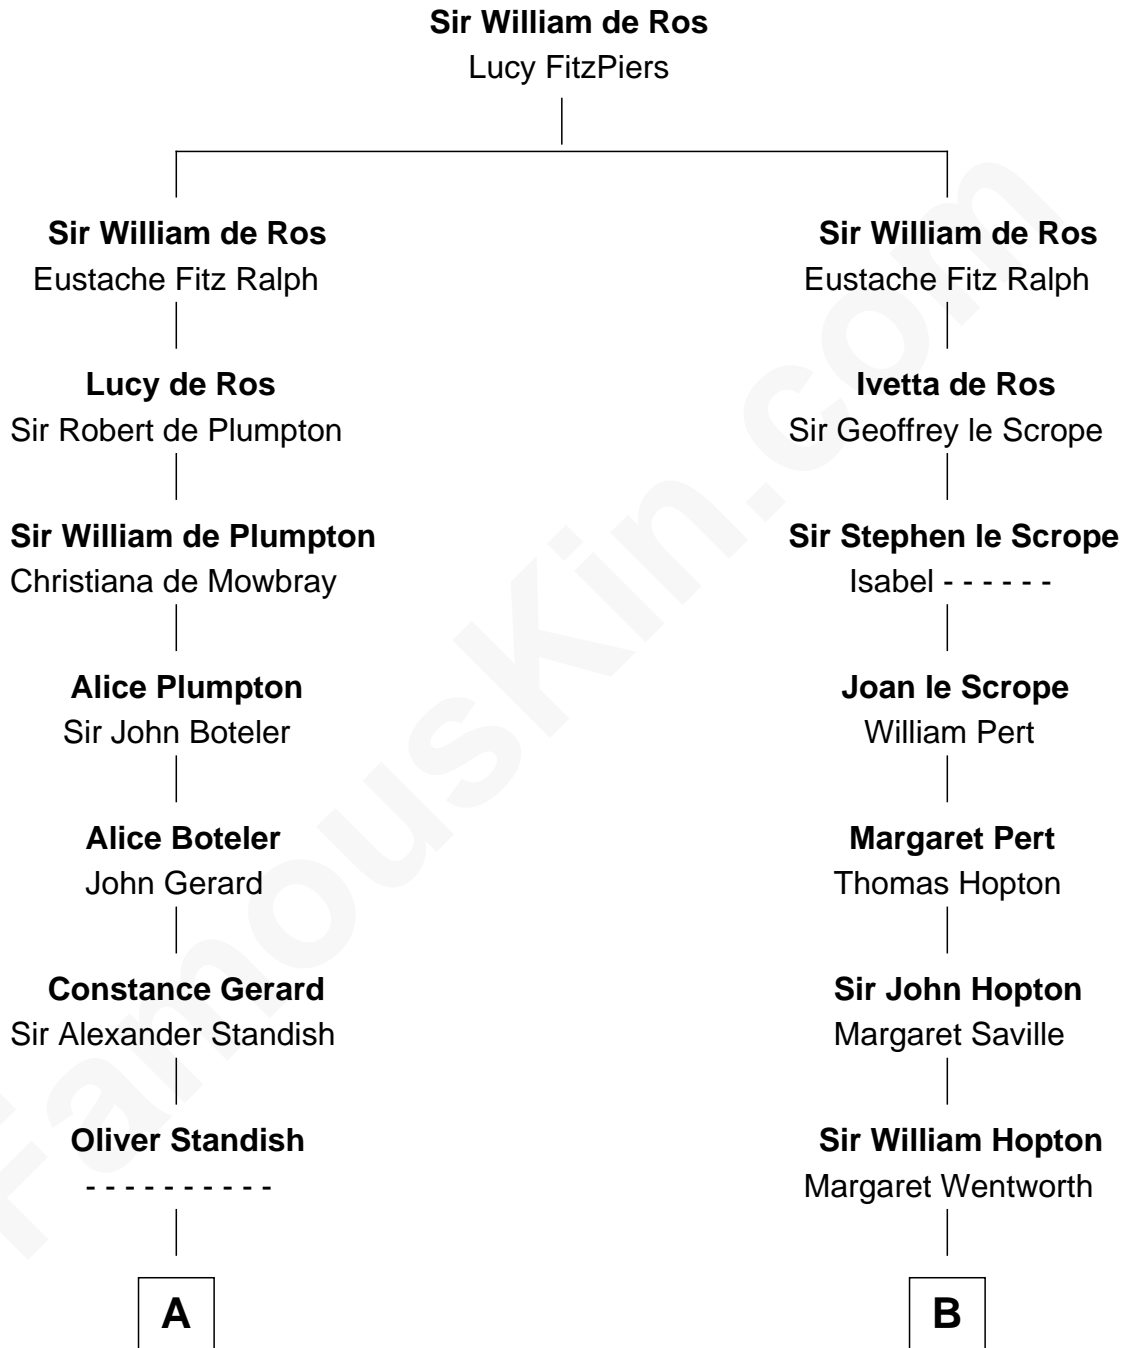 Sir William de Ros
Lucy FitzPiers
Sir William de Ros
Eustache Fitz Ralph
Sir William de Ros
Eustache Fitz Ralph
Lucy de Ros
Sir Robert de Plumpton
Ivetta de Ros
Sir Geoffrey le Scrope
Sir William de Plumpton
Christiana de Mowbray
Sir Stephen le Scrope
Isabel - - - - - -
Alice Plumpton
Sir John Boteler
Joan le Scrope
William Pert
Alice Boteler
John Gerard
Margaret Pert
Thomas Hopton
Constance Gerard
Sir Alexander Standish
Sir John Hopton
Margaret Saville
Oliver Standish
- - - - - - - - - -
Sir William Hopton
Margaret Wentworth
A
B
FamousKin.com